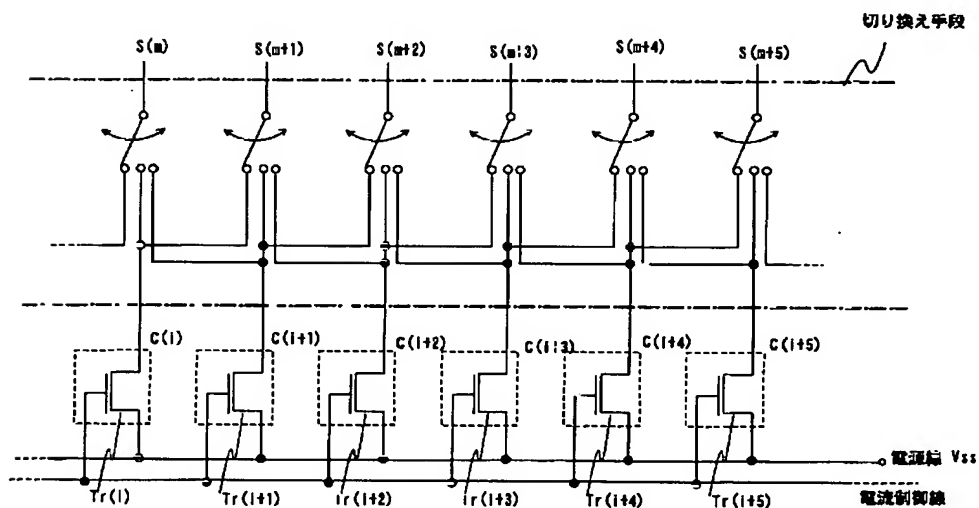 切り換え手段
S(m) S(m+1) S(m+2) S(m+3) S(m+4) S(m+5)
C(i) C(i+1) C(i+2) C(i+3) C(i+4) C(i+5)
電源線 Vss
Tr(i) Tr(i+1) Tr(i+2) Tr(i+3) Tr(i+4) Tr(i+5)
電流制御線